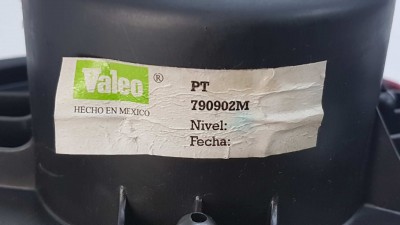 Valeo ®
HECHO EN MEXICO
PT
790902M
Nivel:
Fecha: